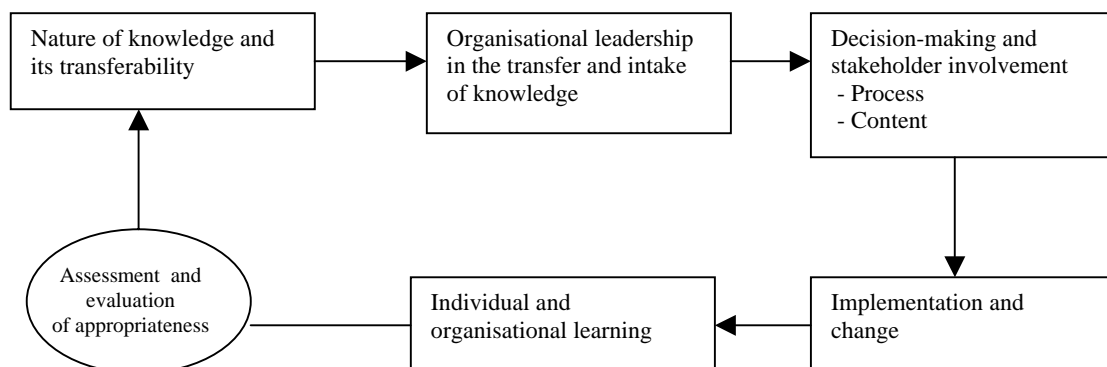 Nature of knowledge and
its transferability
Organisational leadership
in the transfer and intake
of knowledge
Decision-making and
stakeholder involvement
- Process
- Content
Implementation and
change
Individual and
organisational learning
Assessment and
evaluation
of appropriateness